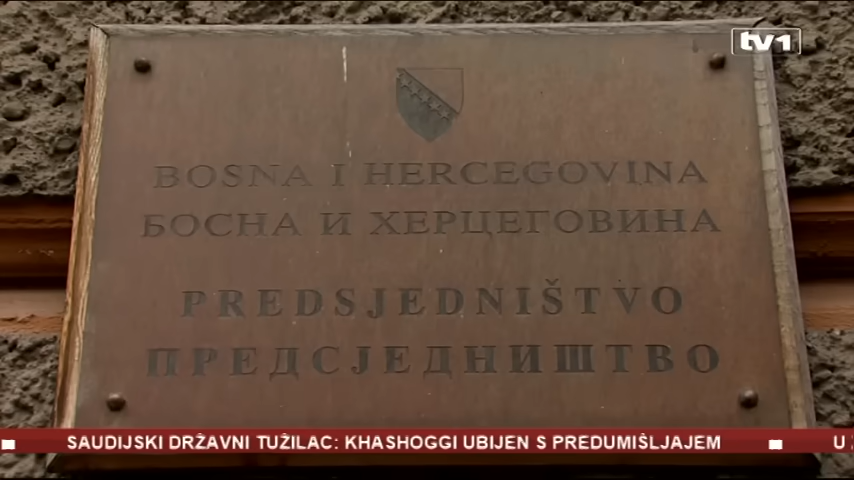 tv1
BOSNA I HERCEGOVINA
БОСНА И ХЕРЦЕГОВИНА
PREDSJEDNIŠTVO
ПРЕДСЈЕДНИШТВО
SAUDIJSKI DRŽAVNI TUŽILAC: KHASHOGGI UBIJEN S PREDUMIŠLJAJEM
U